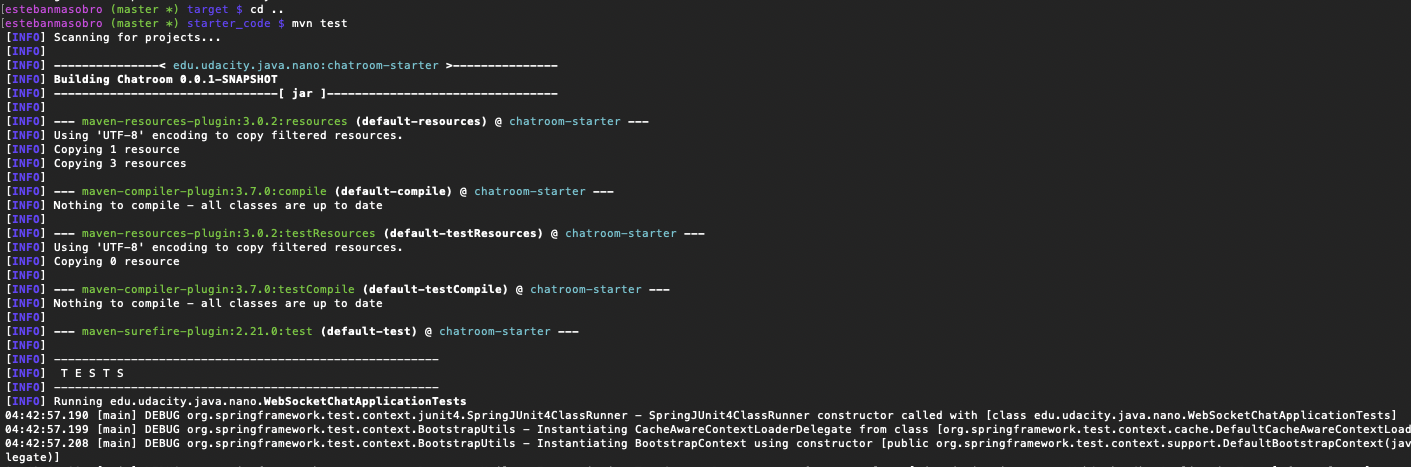 [estebanmasobro (master *) target $ cd ..
[estebanmasobro (master *) starter_code $ mvn test
[INFO] Scanning for projects...
[INFO]
[INFO] ---------------< edu.udacity.java.nano:chatroom-starter >---------------
[INFO] Building Chatroom 0.0.1-SNAPSHOT
[INFO] --------------------------------[ jar ]---------------------------------
[INFO]
[INFO] --- maven-resources-plugin:3.0.2:resources (default-resources) @ chatroom-starter ---
[INFO] Using 'UTF-8' encoding to copy filtered resources.
[INFO] Copying 1 resource
[INFO] Copying 3 resources
[INFO]
[INFO] --- maven-compiler-plugin:3.7.0:compile (default-compile) @ chatroom-starter ---
[INFO] Nothing to compile - all classes are up to date
[INFO]
[INFO] --- maven-resources-plugin:3.0.2:testResources (default-testResources) @ chatroom-starter ---
[INFO] Using 'UTF-8' encoding to copy filtered resources.
[INFO] Copying 0 resource
[INFO]
[INFO] --- maven-compiler-plugin:3.7.0:testCompile (default-testCompile) @ chatroom-starter ---
[INFO] Nothing to compile - all classes are up to date
[INFO]
[INFO] --- maven-surefire-plugin:2.21.0:test (default-test) @ chatroom-starter ---
[INFO]
[INFO] -------------------------------------------------------
[INFO]  T E S T S
[INFO] -------------------------------------------------------
[INFO] Running edu.udacity.java.nano.WebSocketChatApplicationTests
04:42:57.190 [main] DEBUG org.springframework.test.context.junit4.SpringJUnit4ClassRunner - SpringJUnit4ClassRunner constructor called with [class edu.udacity.java.nano.WebSocketChatApplicationTests]
04:42:57.199 [main] DEBUG org.springframework.test.context.BootstrapUtils - Instantiating CacheAwareContextLoaderDelegate from class [org.springframework.test.context.cache.DefaultCacheAwareContextLoad
04:42:57.208 [main] DEBUG org.springframework.test.context.BootstrapUtils - Instantiating BootstrapContext using constructor [public org.springframework.test.context.support.DefaultBootstrapContext(jav
legate)]